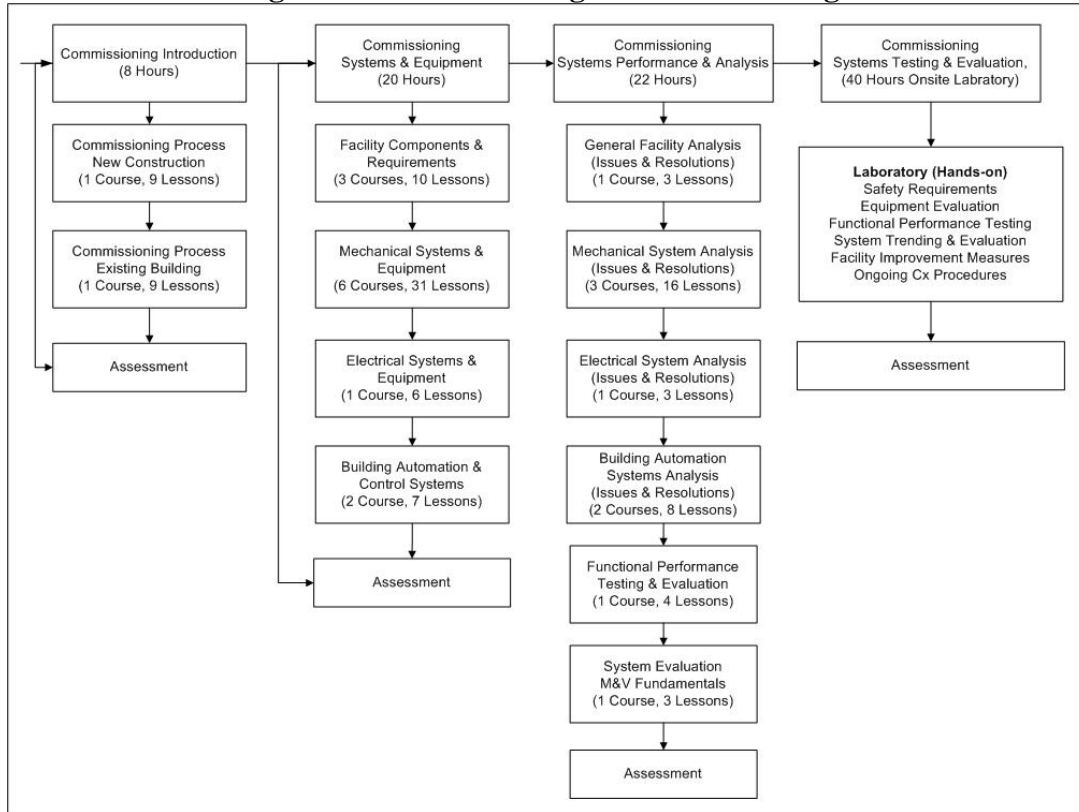 Commissioning Introduction
(8 Hours)
Commissioning Process
New Construction
(1 Course, 9 Lessons)
Commissioning Process
Existing Building
(1 Course, 9 Lessons)
Assessment
Commissioning
Systems & Equipment
(20 Hours)
Facility Components &
Requirements
(3 Courses, 10 Lessons)
Mechanical Systems &
Equipment
(6 Courses, 31 Lessons)
Electrical Systems &
Equipment
(1 Course, 6 Lessons)
Building Automation &
Control Systems
(2 Course, 7 Lessons)
Assessment
Commissioning
Systems Performance & Analysis
(22 Hours)
General Facility Analysis
(Issues & Resolutions)
(1 Course, 3 Lessons)
Mechanical System Analysis
(Issues & Resolutions)
(3 Courses, 16 Lessons)
Electrical System Analysis
(Issues & Resolutions)
(1 Course, 3 Lessons)
Building Automation
Systems Analysis
(Issues & Resolutions)
(2 Courses, 8 Lessons)
Functional Performance
Testing & Evaluation
(1 Course, 4 Lessons)
System Evaluation
M&V Fundamentals
(1 Course, 3 Lessons)
Assessment
Commissioning
Systems Testing & Evaluation,
(40 Hours Onsite Labratory)
Laboratory (Hands-on)
Safety Requirements
Equipment Evaluation
Functional Performance Testing
System Trending & Evaluation
Facility Improvement Measures
Ongoing Cx Procedures
Assessment